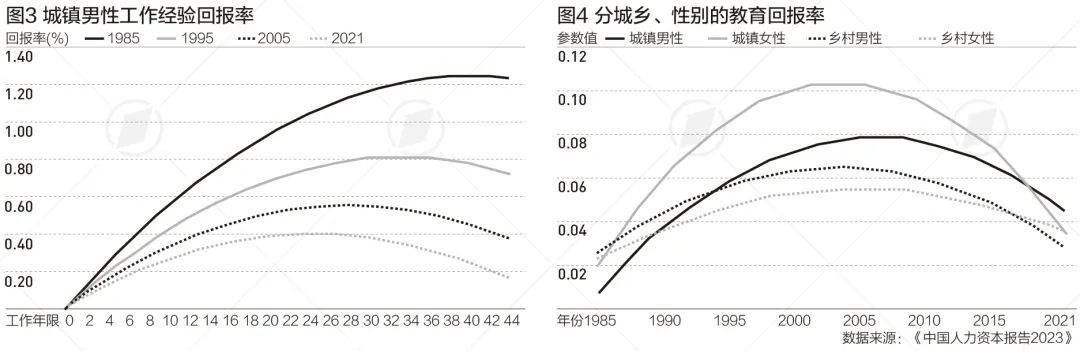 图3 城镇男性工作经验回报率
回报率(%) 1985 1995 2005 2021
1.40
1.20
1.00
0.80
0.60
0.40
0.20
工作年限 0 2 4 6 8 10 12 14 16 18 20 22 24 26 28 30 32 34 36 38 40 42 44
图4 分城乡、性别的教育回报率
参数值 城镇男性 城镇女性 乡村男性 乡村女性
0.12
0.10
0.08
0.06
0.04
0.02
年份 1985 1990 1995 2000 2005 2010 2015 2021
数据来源：《中国人力资本报告2023》